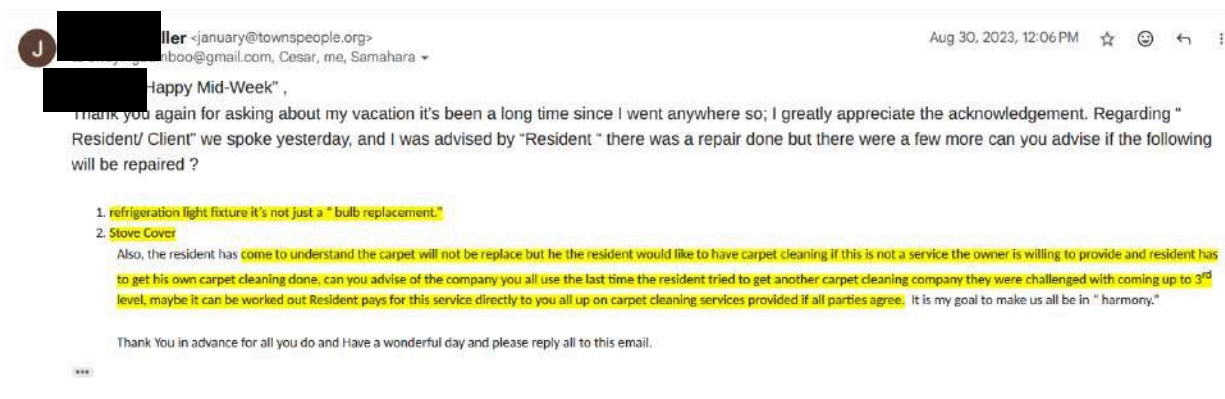 J
ller <january@townspeople.org>
Aug 30, 2023, 12:06 PM
nboo@gmail.com, Cesar, me, Samahara
Happy Mid-Week" ,
Thank you again for asking about my vacation it's been a long time since I went anywhere so; I greatly appreciate the acknowledgement. Regarding "
Resident/ Client" we spoke yesterday, and I was advised by "Resident " there was a repair done but there were a few more can you advise if the following
will be repaired ?
1. refrigeration light fixture it's not just a " bulb replacement."
2. Stove Cover
Also, the resident has come to understand the carpet will not be replace but he the resident would like to have carpet cleaning if this is not a service the owner is willing to provide and resident has
to get his own carpet cleaning done, can you advise of the company you all use the last time the resident tried to get another carpet cleaning company they were challenged with coming up to 3rd
level, maybe it can be worked out Resident pays for this service directly to you all up on carpet cleaning services provided if all parties agree. It is my goal to make us all be in " harmony."
Thank You in advance for all you do and Have a wonderful day and please reply all to this email.